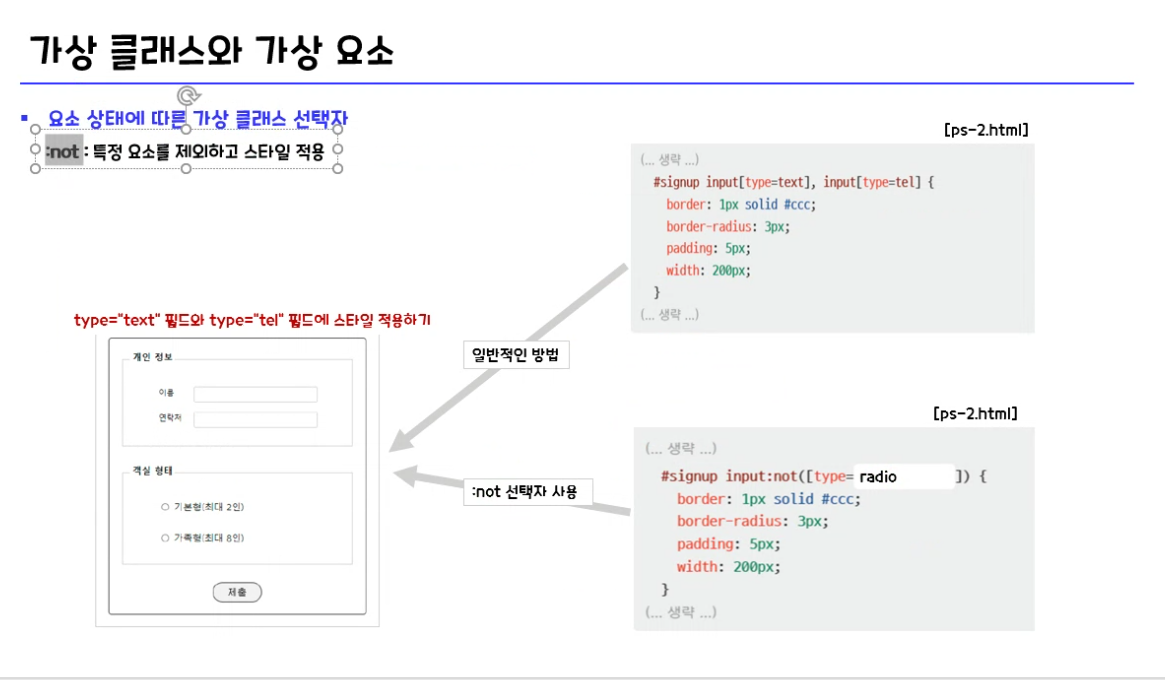 가상 클래스와 가상 요소
▪ 요소 상태에 따른 가상 클래스 선택자
:not : 특정 요소를 제외하고 스타일 적용
[ps-2.html]
(... 생략 ...)
#signup input[type=text], input[type=tel] {
border: 1px solid #ccc;
border-radius: 3px;
padding: 5px;
width: 200px;
}
(... 생략 ...)
type="text" 필드와 type="tel" 필드에 스타일 적용하기
개인 정보
이름
연락처
객실 형태
기본형(최대 2인)
가족형(최대 8인)
제출
일반적인 방법
:not 선택자 사용
[ps-2.html]
(... 생략 ...)
#signup input:not([type= radio ]) {
border: 1px solid #ccc;
border-radius: 3px;
padding: 5px;
width: 200px;
}
(... 생략 ...)